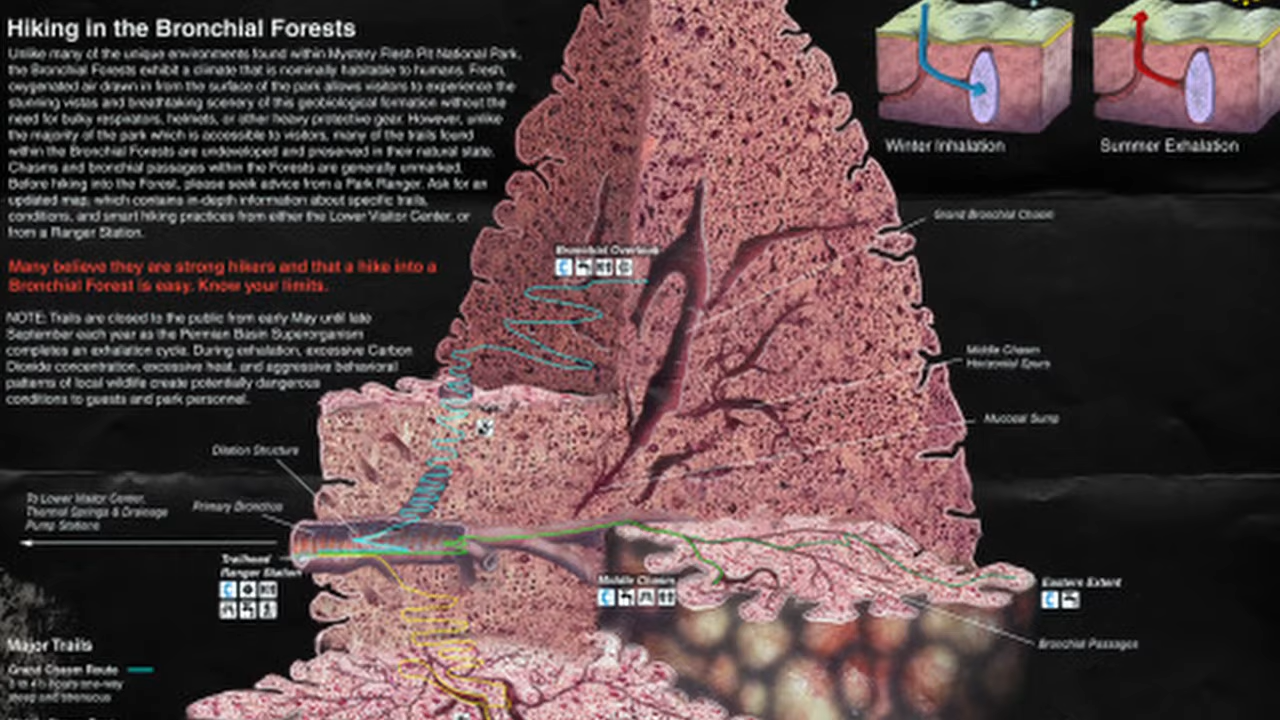 Hiking in the Bronchial Forests
Unlike many of the unique environments found within Mystery Flesh Pit National Park,
the Bronchial Forests exhibit a climate that is nominally habitable to humans. Fresh,
oxygenated air drawn in from the surface of the park allows visitors to experience the
stunning vistas and breathtaking scenery of this geobiological formation without the
need for bulky respirators, helmets, or other heavy protective gear. However, unlike
the majority of the park which is accessible to visitors, many of the trails found
within the Bronchial Forests are undeveloped and preserved in their natural state.
Chasms and bronchial passages within the Forests are generally unmarked.
Before hiking into the Forest, please seek advice from a Park Ranger. Ask for an
updated map, which contains in-depth information about specific trails,
conditions, and smart hiking practices from either the Lower Visitor Center, or
from a Ranger Station.
Many believe they are strong hikers and that a hike into a
Bronchial Forest is easy. Know your limits.
NOTE: Trails are closed to the public from early May until late
September each year as the Permian Basin Superorganism
completes an exhalation cycle. During exhalation, excessive Carbon
Dioxide concentration, excessive heat, and aggressive behavioral
patterns of local wildlife create potentially dangerous
conditions to guests and park personnel.
Winter Inhalation
Summer Exhalation
Grand Bronchial Chasm
Bronchial Overlook
Middle Chasm
Horizontal Spurs
Mucosal Sump
Dilation Structure
To Lower Visitor Center,
Thermal Springs & Drainage
Pump Stations
Primary Bronchus
Trailhead
Ranger Station
Middle Chasm
Eastern Extent
Bronchial Passages
Major Trails
Grand Chasm Route
3 to 4½ hours one-way
steep and strenuous